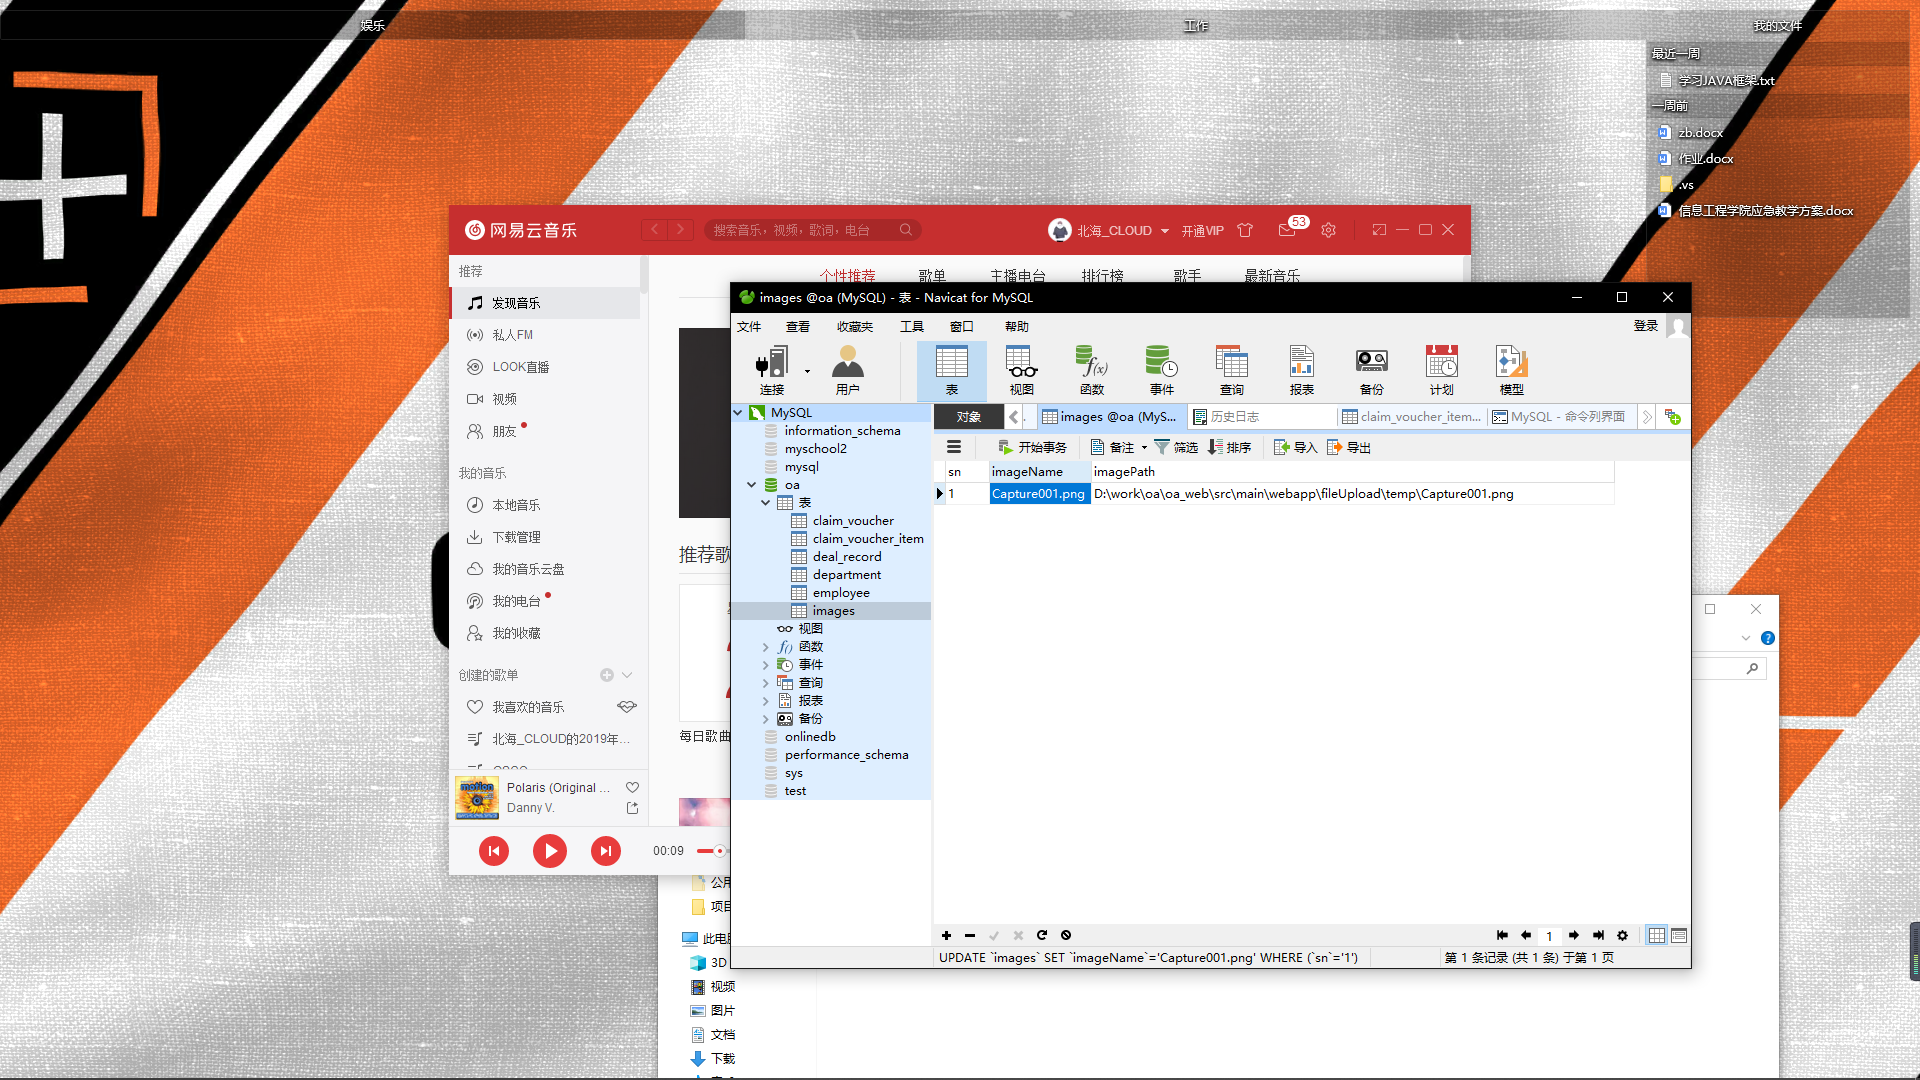 娱乐
工作
我的文件
最近一周
学习JAVA框架.txt
一周前
zb.docx
作业.docx
.vs
信息工程学院应急教学方案.docx
网易云音乐
搜索音乐，视频，歌词，电台
北海_CLOUD
开通VIP
53
推荐
发现音乐
私人FM
LOOK直播
视频
朋友
我的音乐
本地音乐
下载管理
我的音乐云盘
我的电台
我的收藏
创建的歌单
我喜欢的音乐
北海_CLOUD的2019年...
Polaris (Original ...
Danny V.
00:09
个性推荐 歌单 主播电台 排行榜 歌手 最新音乐
推荐歌
每日歌曲
images @oa (MySQL) - 表 - Navicat for MySQL
文件 查看 收藏夹 工具 窗口 帮助
登录
连接 用户 表 视图 函数 事件 查询 报表 备份 计划 模型
MySQL
information_schema
myschool2
mysql
oa
表
claim_voucher
claim_voucher_item
deal_record
department
employee
images
视图
函数
事件
查询
报表
备份
onlinedb
performance_schema
sys
test
对象
images @oa (MyS...
历史日志
claim_voucher_item...
MySQL - 命令列界面
开始事务 备注 筛选 排序 导入 导出
sn imageName imagePath
1 Capture001.png D:\work\oa\oa_web\src\main\webapp\fileUpload\temp\Capture001.png
1
UPDATE `images` SET `imageName`='Capture001.png' WHERE (`sn`='1')
第 1 条记录 (共 1 条) 于第 1 页
公用
项目
此电脑
3D
视频
图片
文档
下载